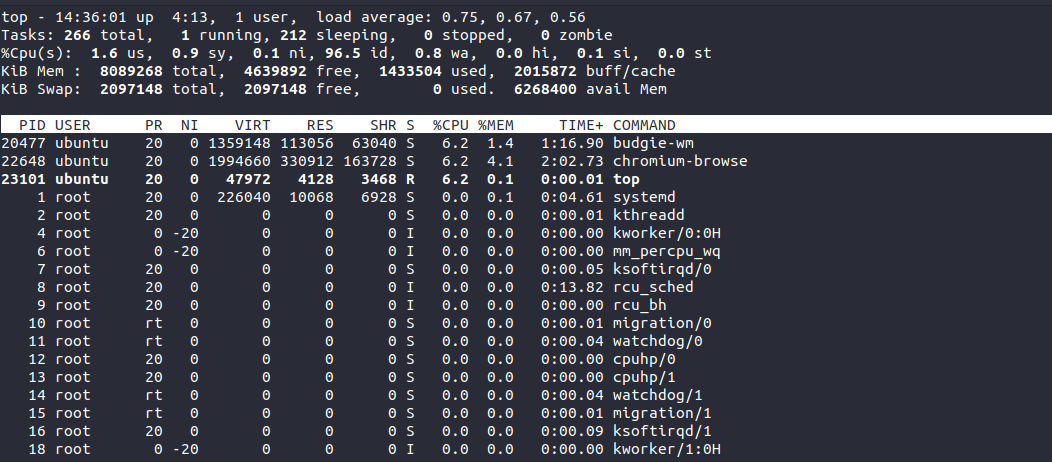 top - 14:36:01 up  4:13,  1 user,  load average: 0.75, 0.67, 0.56
Tasks: 266 total,   1 running, 212 sleeping,   0 stopped,   0 zombie
%Cpu(s):  1.6 us,  0.9 sy,  0.1 ni, 96.5 id,  0.8 wa,  0.0 hi,  0.1 si,  0.0 st
KiB Mem :  8089268 total,  4639892 free,  1433504 used,  2015872 buff/cache
KiB Swap:  2097148 total,  2097148 free,        0 used.  6268400 avail Mem
  PID USER      PR  NI    VIRT    RES    SHR S  %CPU %MEM     TIME+ COMMAND
20477 ubuntu    20   0 1359148 113056  63040 S   6.2  1.4   1:16.90 budgie-wm
22648 ubuntu    20   0 1994660 330912 163728 S   6.2  4.1   2:02.73 chromium-browse
23101 ubuntu    20   0   47972   4128   3468 R   6.2  0.1   0:00.01 top
    1 root      20   0  226040  10068   6928 S   0.0  0.1   0:04.61 systemd
    2 root      20   0       0      0      0 S   0.0  0.0   0:00.01 kthreadd
    4 root       0 -20       0      0      0 I   0.0  0.0   0:00.00 kworker/0:0H
    6 root       0 -20       0      0      0 I   0.0  0.0   0:00.00 mm_percpu_wq
    7 root      20   0       0      0      0 S   0.0  0.0   0:00.05 ksoftirqd/0
    8 root      20   0       0      0      0 I   0.0  0.0   0:13.82 rcu_sched
    9 root      20   0       0      0      0 I   0.0  0.0   0:00.00 rcu_bh
   10 root      rt   0       0      0      0 S   0.0  0.0   0:00.01 migration/0
   11 root      rt   0       0      0      0 S   0.0  0.0   0:00.04 watchdog/0
   12 root      20   0       0      0      0 S   0.0  0.0   0:00.00 cpuhp/0
   13 root      20   0       0      0      0 S   0.0  0.0   0:00.00 cpuhp/1
   14 root      rt   0       0      0      0 S   0.0  0.0   0:00.04 watchdog/1
   15 root      rt   0       0      0      0 S   0.0  0.0   0:00.01 migration/1
   16 root      20   0       0      0      0 S   0.0  0.0   0:00.09 ksoftirqd/1
   18 root       0 -20       0      0      0 I   0.0  0.0   0:00.00 kworker/1:0H